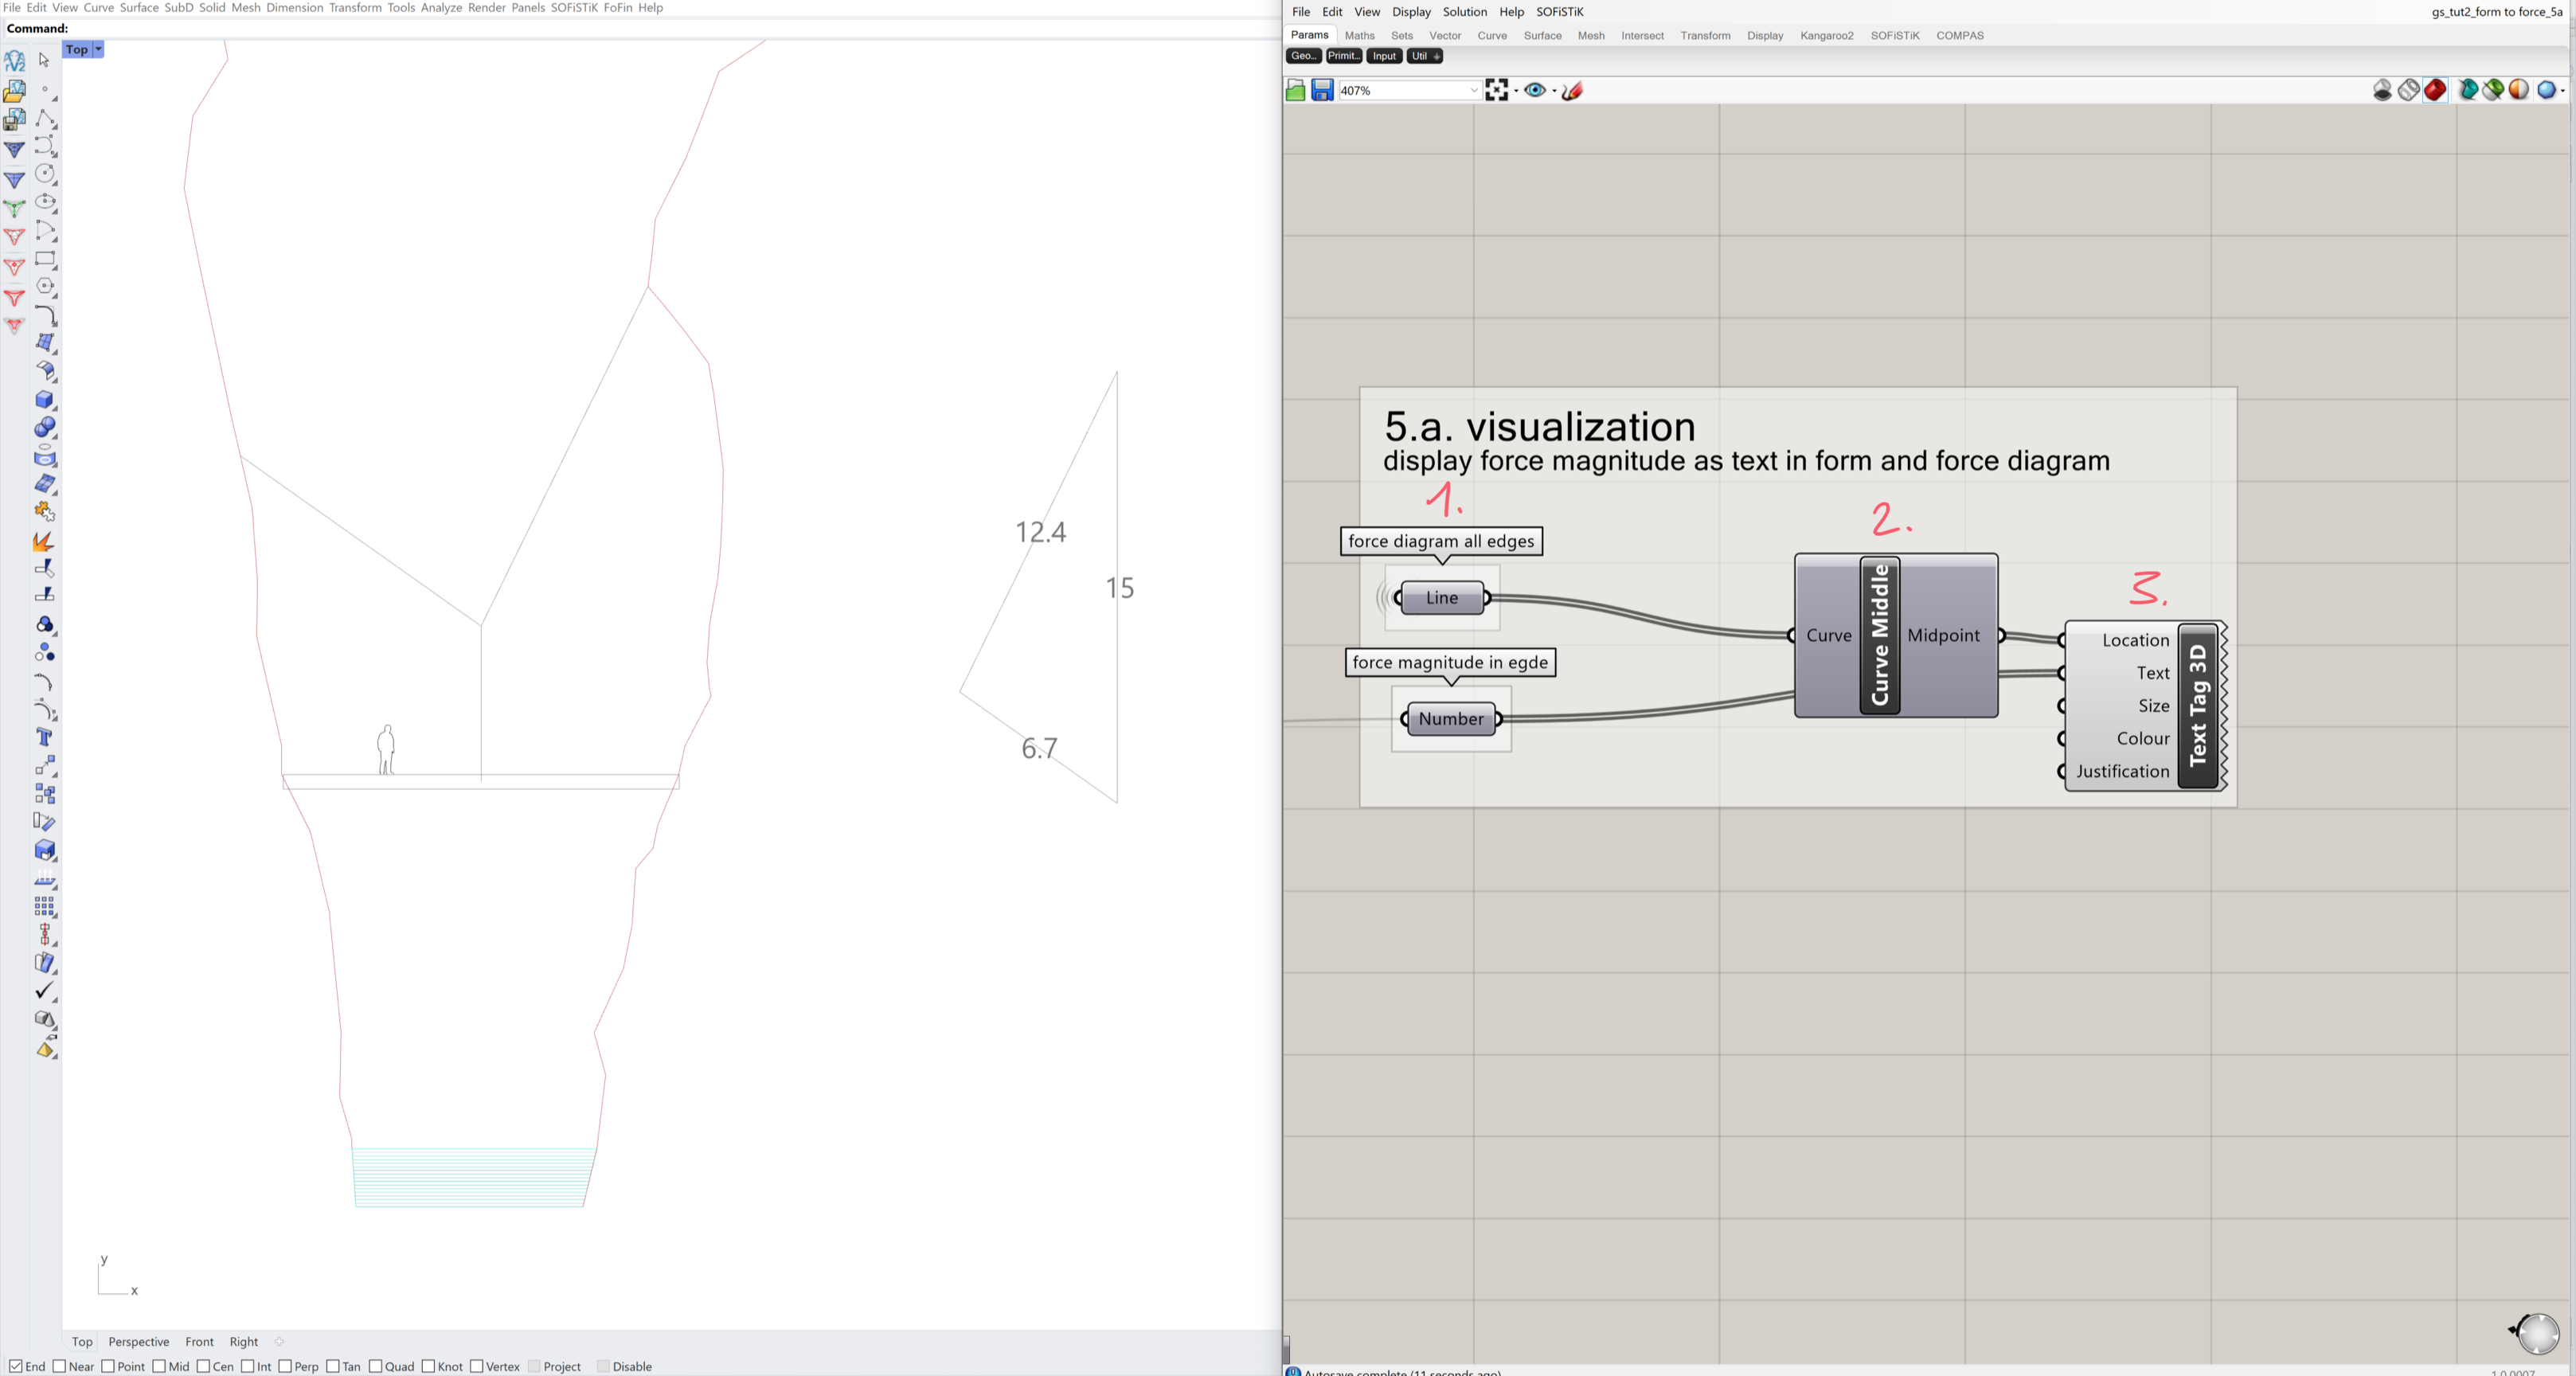 File Edit View Curve Surface SubD Solid Mesh Dimension Transform Tools Analyze Render Panels SOFiSTiK FoFin Help
Command:
Top
12.4
15
6.7
y
x
Top Perspective Front Right
End Near Point Mid Cen Int Perp Tan Quad Knot Vertex Project Disable
File Edit View Display Solution Help SOFiSTiK
gs_tut2_form to force_5a
Params Maths Sets Vector Curve Surface Mesh Intersect Transform Display Kangaroo2 SOFiSTiK COMPAS
Geo... Primit... Input Util
407%
5.a. visualization
display force magnitude as text in form and force diagram
1.
2.
3.
force diagram all edges
Line
force magnitude in egde
Number
Curve
Curve Middle
Midpoint
Location
Text
Size
Colour
Justification
Text Tag 3D
Autosave complete (11 seconds ago)
1.0.0007